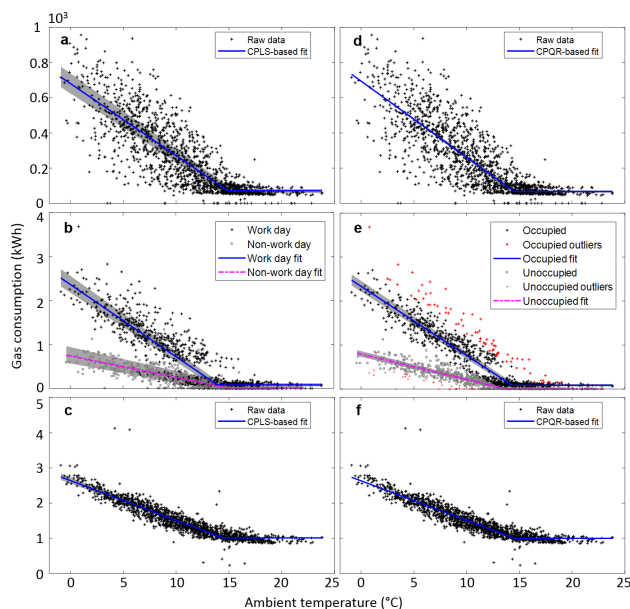 10³
1
0.8
0.6
0.4
0.2
0
a
Raw data
CPLS-based fit
d
Raw data
CPQR-based fit
4
3
2
1
0
b
Work day
Non-work day
Work day fit
Non-work day fit
e
Occupied
Occupied outliers
Occupied fit
Unoccupied
Unoccupied outliers
Unoccupied fit
Gas consumption (kWh)
5
4
3
2
1
0
c
Raw data
CPLS-based fit
f
Raw data
CPQR-based fit
0 5 10 15 20 25 0 5 10 15 20 25
Ambient temperature (°C)